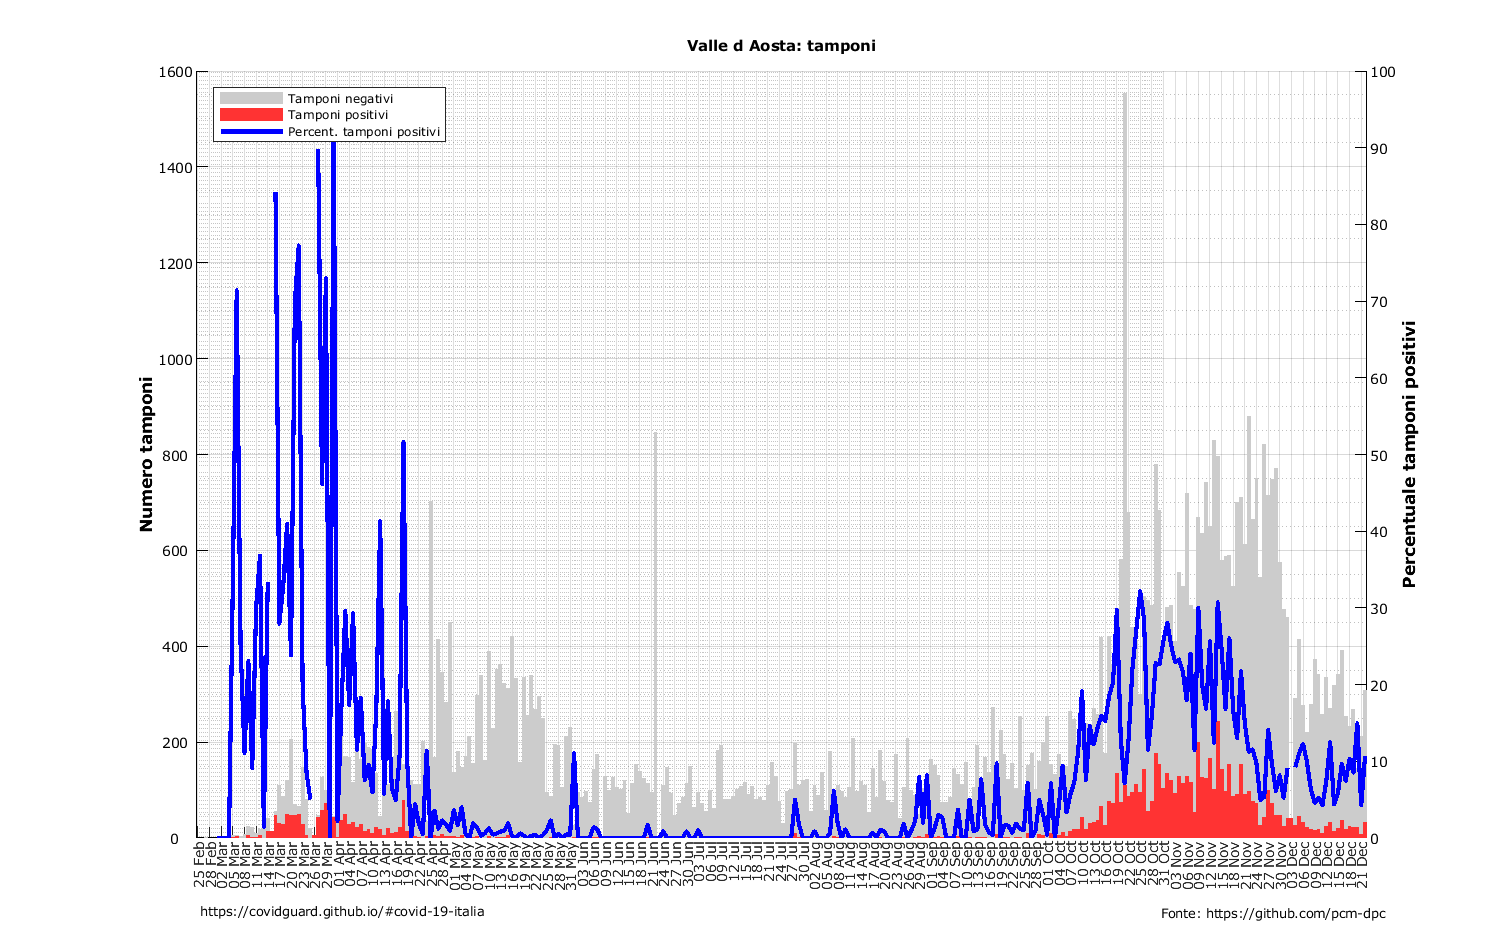 Valle d Aosta: tamponi
Tamponi negativi
Tamponi positivi
Percent. tamponi positivi
Numero tamponi
1600
1400
1200
1000
800
600
400
200
0
100
90
80
70
60
50
40
30
20
10
0
Percentuale tamponi positivi
25 Feb
28 Feb
02 Mar
05 Mar
08 Mar
11 Mar
14 Mar
17 Mar
20 Mar
23 Mar
26 Mar
29 Mar
01 Apr
04 Apr
07 Apr
10 Apr
13 Apr
16 Apr
19 Apr
22 Apr
25 Apr
28 Apr
01 May
04 May
07 May
10 May
13 May
16 May
19 May
22 May
25 May
28 May
31 May
03 Jun
06 Jun
09 Jun
12 Jun
15 Jun
18 Jun
21 Jun
24 Jun
27 Jun
30 Jun
03 Jul
06 Jul
09 Jul
12 Jul
15 Jul
18 Jul
21 Jul
24 Jul
27 Jul
30 Jul
02 Aug
05 Aug
08 Aug
11 Aug
14 Aug
17 Aug
20 Aug
23 Aug
26 Aug
29 Aug
01 Sep
04 Sep
07 Sep
10 Sep
13 Sep
16 Sep
19 Sep
22 Sep
25 Sep
28 Sep
01 Oct
04 Oct
07 Oct
10 Oct
13 Oct
16 Oct
19 Oct
22 Oct
25 Oct
28 Oct
31 Oct
03 Nov
06 Nov
09 Nov
12 Nov
15 Nov
18 Nov
21 Nov
24 Nov
27 Nov
30 Nov
03 Dec
06 Dec
09 Dec
12 Dec
15 Dec
18 Dec
21 Dec
https://covidguard.github.io/#covid-19-italia
Fonte: https://github.com/pcm-dpc